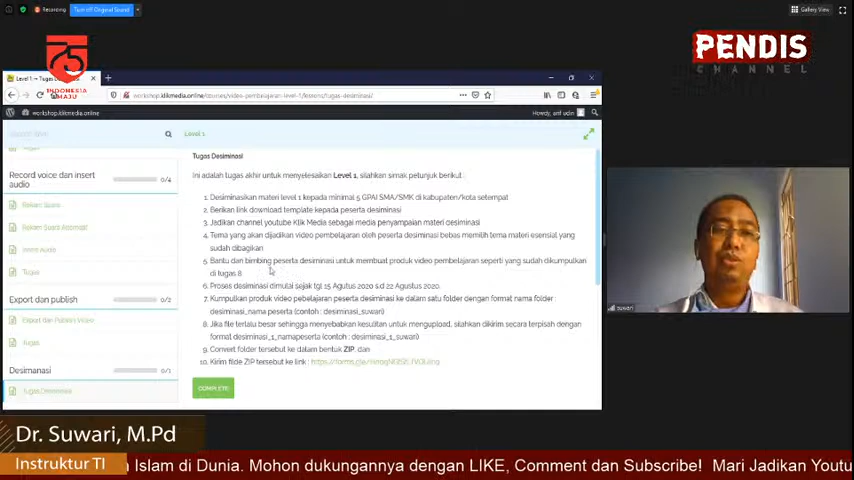 Recording
Turn off Original Sound
Gallery View
75
INDONESIA
MAJU
PENDIS
CHANNEL
Level 1
workshop.klikmedia.online/courses/video-pembelajaran-level-1/lessons/tugas-desiminasi/
workshop.klikmedia.online
Howdy, arif udin
Level 1
Record voice dan insert
audio
0/4
Rekam Suara
Rekam Suara Alternatif
Insert Audio
Tugas
Export dan publish
0/2
Export dan Publish Video
Tugas
Desimanasi
0/1
Tugas Desiminasi
Tugas Desiminasi
Ini adalah tugas akhir untuk menyelesaikan Level 1, silahkan simak petunjuk berikut :
1. Desiminasikan materi level 1 kepada minimal 5 GPAI SMA/SMK di kabupaten/kota setempat
2. Berikan link download template kepada peserta desiminasi
3. Jadikan channel youtube Klik Media sebagai media penyampaian materi desiminasi
4. Tema yang akan dijadikan video pembelajaran oleh peserta desiminasi bebas memilih tema materi esensial yang
sudah dibagikan
5. Bantu dan bimbing peserta desiminasi untuk membuat produk video pembelajaran seperti yang sudah dikumpulkan
di tugas 8
6. Proses desiminasi dimulai sejak tgl 15 Agutus 2020 s.d 22 Agustus 2020.
7. Kumpulkan produk video pebelajaran peserta desiminasi ke dalam satu folder dengan format nama folder :
desiminasi_nama peserta (contoh : desiminasi_suwari)
8. Jika file terlalu besar sehingga menyebabkan kesulitan untuk mengupload, silahkan dikirim secara terpisah dengan
format desiminasi_1_namapeserta (contoh : desiminasi_1_suwari)
9. Convert folder tersebut ke dalam bentuk ZIP, dan
10. Kirim filde ZIP tersebut ke link :
COMPLETE
suwari
Dr. Suwari, M.Pd
Instruktur TI
Islam di Dunia. Mohon dukungannya dengan LIKE, Comment dan Subscribe! Mari Jadikan Youtu